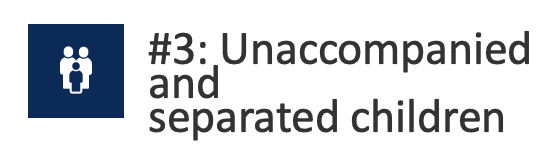 #3: Unaccompanied
and
separated children